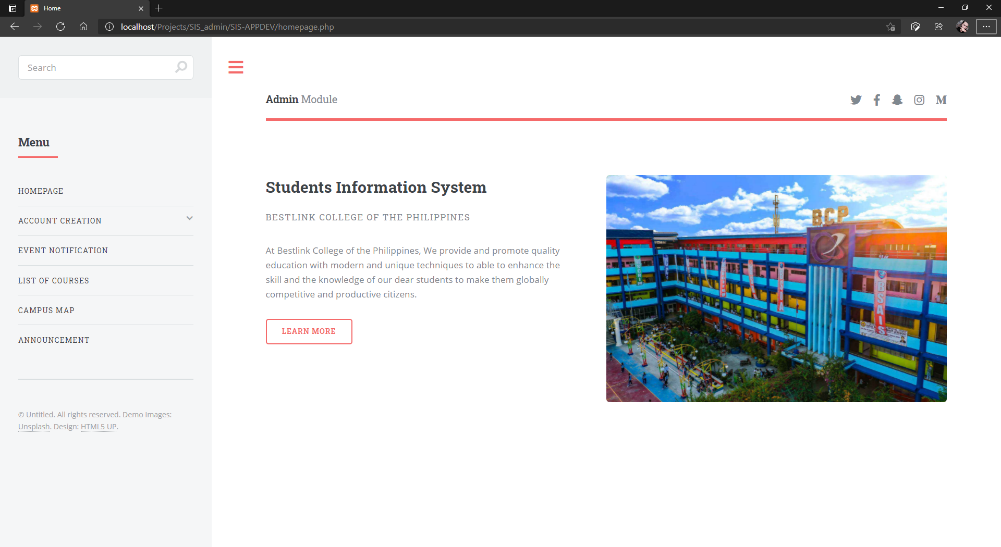 Home
localhost/Projects/SIS_admin/SIS-APPDEV/homepage.php
Search
Menu
HOMEPAGE
ACCOUNT CREATION
EVENT NOTIFICATION
LIST OF COURSES
CAMPUS MAP
ANNOUNCEMENT
© Untitled. All rights reserved. Demo Images:
Unsplash. Design: HTML5 UP.
Admin Module
Students Information System
BESTLINK COLLEGE OF THE PHILIPPINES
At Bestlink College of the Philippines, We provide and promote quality
education with modern and unique techniques to able to enhance the
skill and the knowledge of our dear students to make them globally
competitive and productive citizens.
LEARN MORE
BCP
BSAIS